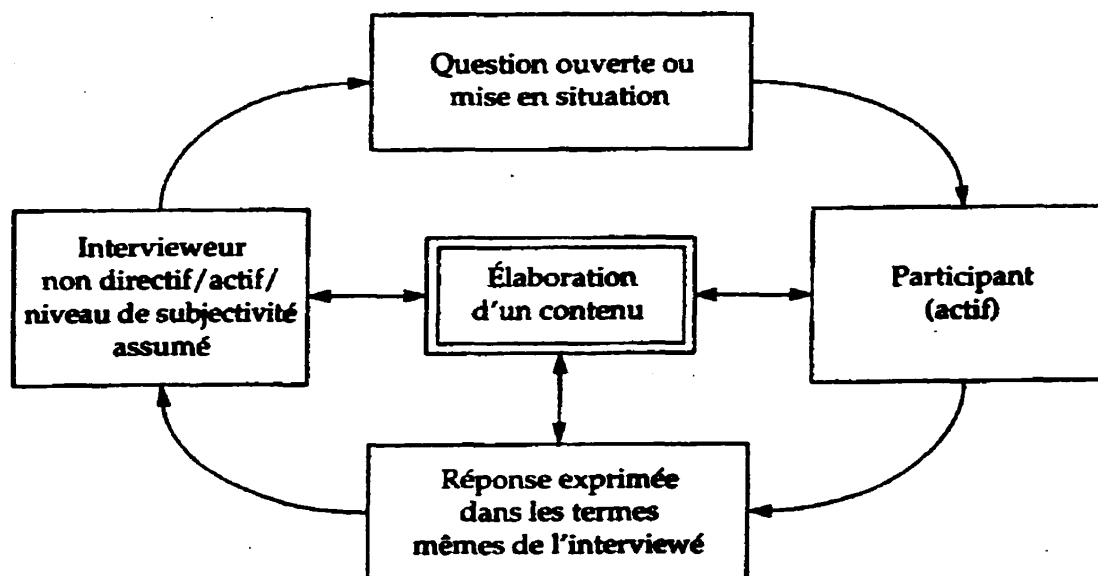 Question ouverte ou
mise en situation
Intervieweur
non directif/actif/
niveau de subjectivité
assumé
Élaboration
d'un contenu
Participant
(actif)
Réponse exprimée
dans les termes
mêmes de l'interviewé